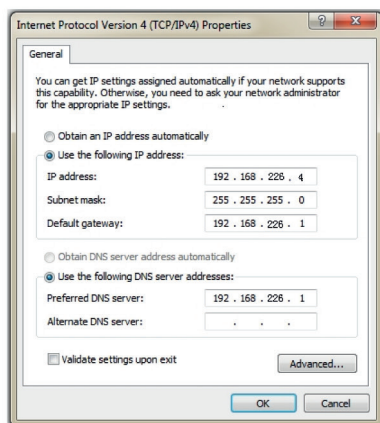 Internet Protocol Version 4 (TCP/IPv4) Properties
General
You can get IP settings assigned automatically if your network supports
this capability. Otherwise, you need to ask your network administrator
for the appropriate IP settings.
Obtain an IP address automatically
Use the following IP address:
IP address: 192 . 168 . 226 . 4
Subnet mask: 255 . 255 . 255 . 0
Default gateway: 192 . 168 . 226 . 1
Obtain DNS server address automatically
Use the following DNS server addresses:
Preferred DNS server: 192 . 168 . 226 . 1
Alternate DNS server: . . .
Validate settings upon exit
Advanced...
OK Cancel